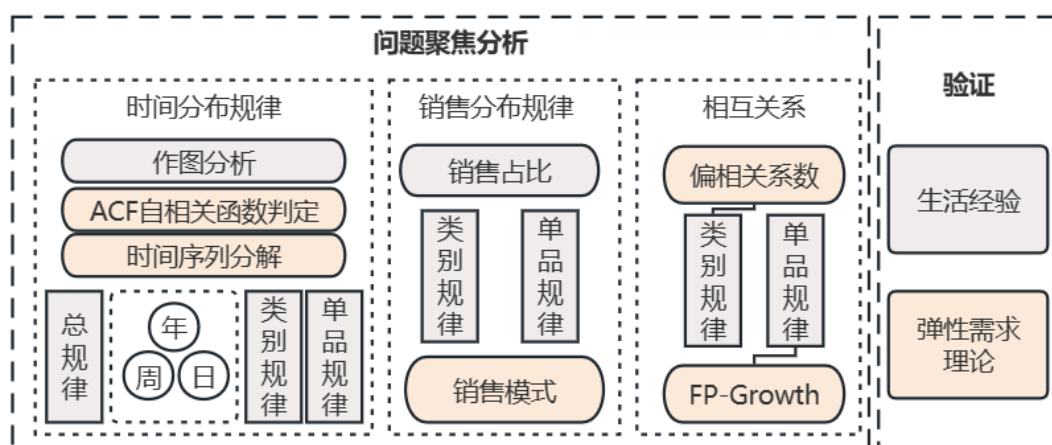 问题聚焦分析
时间分布规律
作图分析
ACF自相关函数判定
时间序列分解
总规律
年
周
日
类别规律
单品规律
销售分布规律
销售占比
类别规律
单品规律
销售模式
相互关系
偏相关系数
类别规律
单品规律
FP-Growth
验证
生活经验
弹性需求
理论